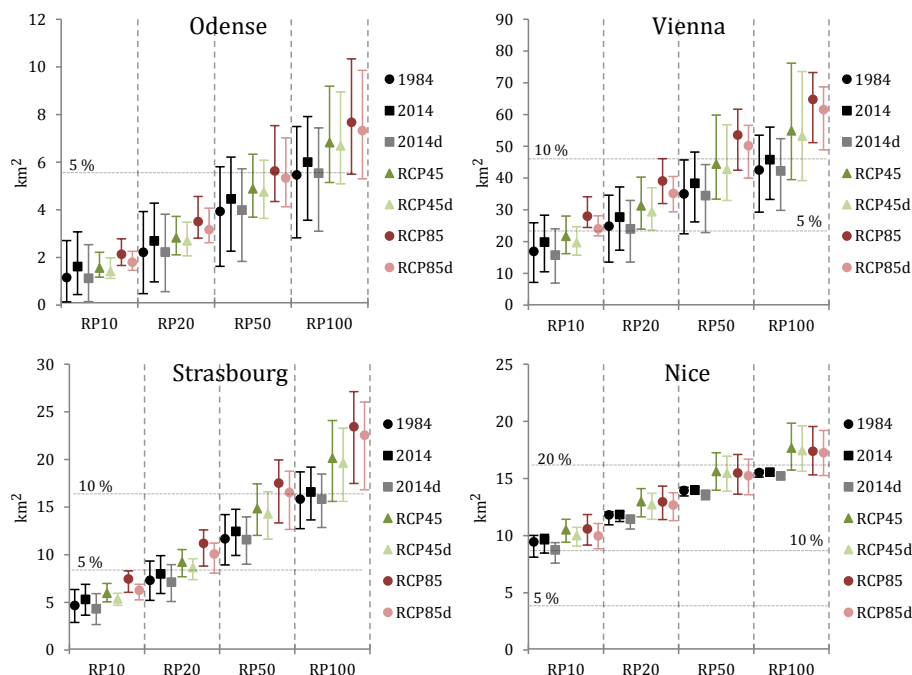 Odense
12
10
8
6
4
2
0
km²
5 %
RP10 RP20 RP50 RP100
1984
2014
2014d
RCP45
RCP45d
RCP85
RCP85d
Vienna
90
80
70
60
50
40
30
20
10
0
km²
10 %
5 %
RP10 RP20 RP50 RP100
1984
2014
2014d
RCP45
RCP45d
RCP85
RCP85d
Strasbourg
30
25
20
15
10
5
0
km²
10 %
5 %
RP10 RP20 RP50 RP100
1984
2014
2014d
RCP45
RCP45d
RCP85
RCP85d
Nice
25
20
15
10
5
0
km²
20 %
10 %
5 %
RP10 RP20 RP50 RP100
1984
2014
2014d
RCP45
RCP45d
RCP85
RCP85d